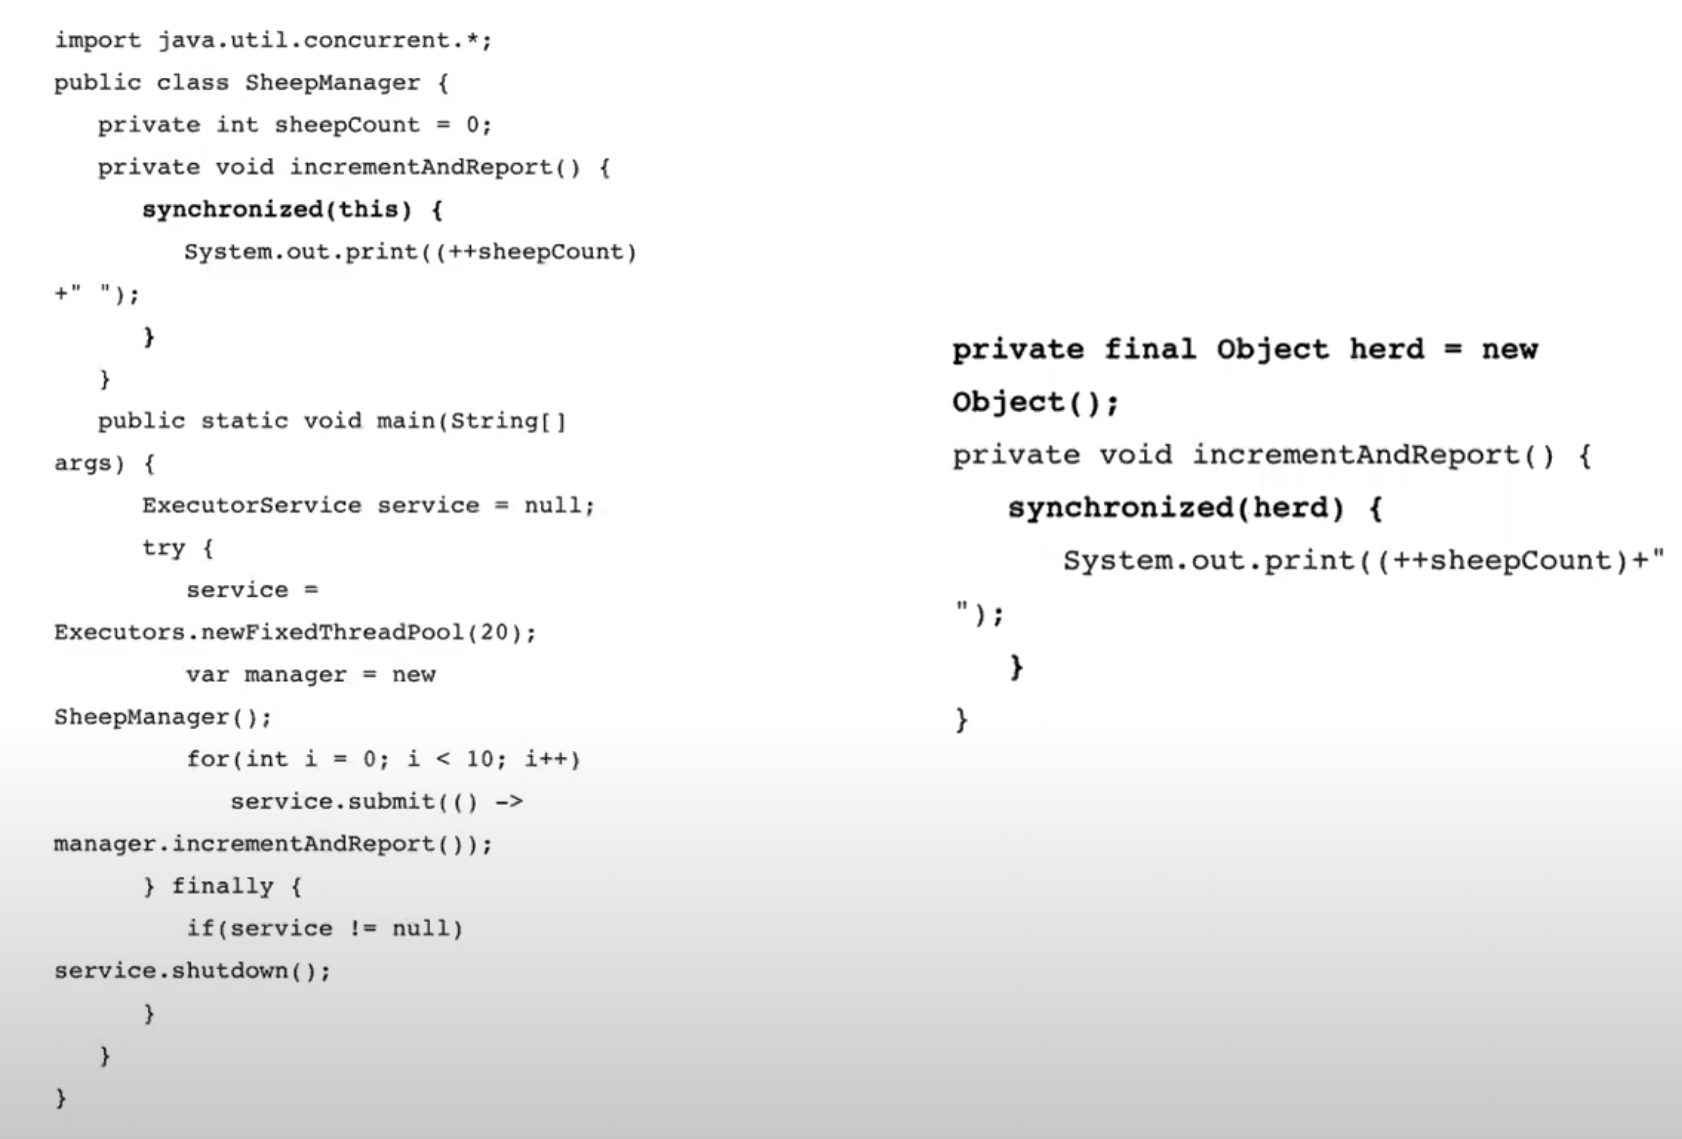 import java.util.concurrent.*;
public class SheepManager {
private int sheepCount = 0;
private void incrementAndReport() {
synchronized(this) {
System.out.print((++sheepCount)
+" ");
}
}
public static void main(String[]
args) {
ExecutorService service = null;
try {
service =
Executors.newFixedThreadPool(20);
var manager = new
SheepManager();
for(int i = 0; i < 10; i++)
service.submit(() ->
manager.incrementAndReport());
} finally {
if(service != null)
service.shutdown();
}
}
}
private final Object herd = new
Object();
private void incrementAndReport() {
synchronized(herd) {
System.out.print((++sheepCount)+"
");
}
}